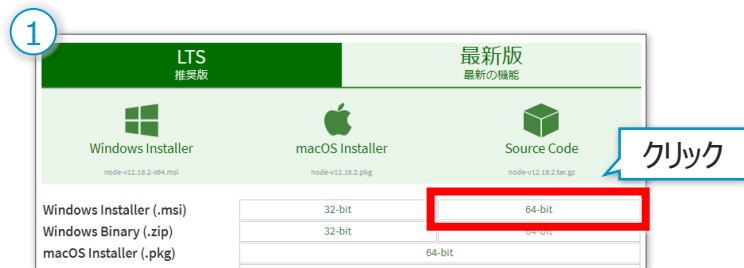 1
LTS
推奨版
最新版
最新の機能
Windows Installer
macOS Installer
Source Code
node-v12.18.2-x64.msi
node-v12.18.2.pkg
node-v12.18.2.tar.gz
クリック
Windows Installer (.msi)
32-bit
64-bit
Windows Binary (.zip)
32-bit
64-bit
macOS Installer (.pkg)
64-bit